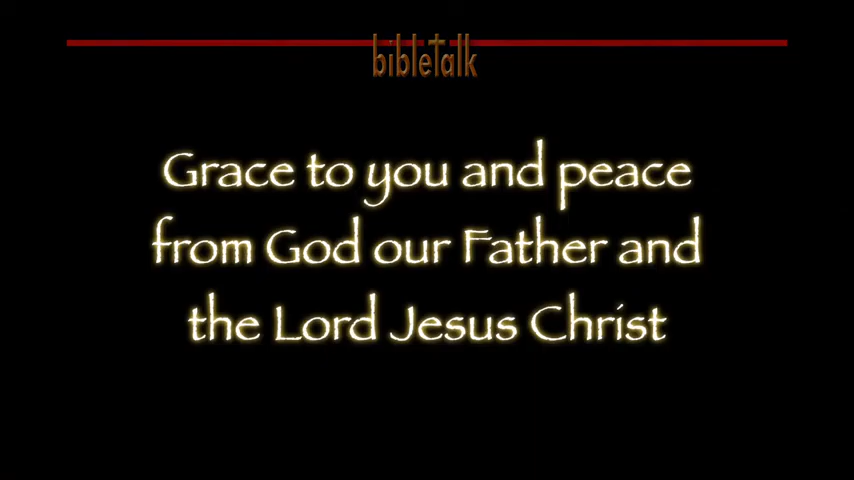 bibletalk
Grace to you and peace
from God our Father and
the Lord Jesus Christ